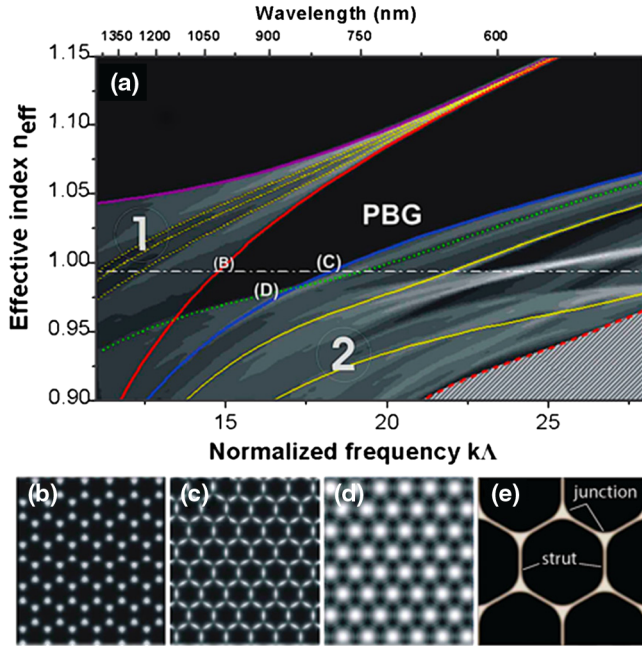 Wavelength (nm)
1350 1200 1050 900 750 600
(a)
Effective index n_eff
1.15
1.10
1.05
1.00
0.95
0.90
1
PBG
(B)
(C)
(D)
2
15 20 25
Normalized frequency kΛ
(b) (c) (d) (e)
junction
strut